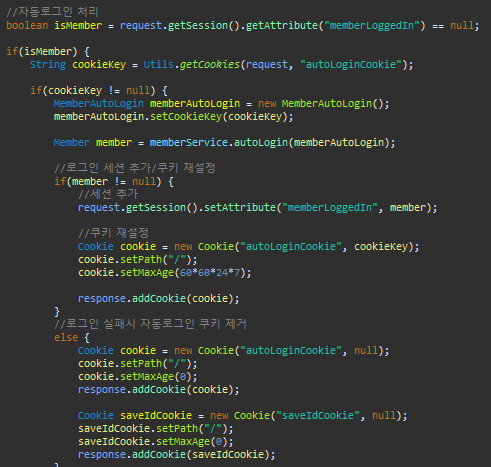 //자동로그인 처리
boolean isMember = request.getSession().getAttribute("memberLoggedIn") == null;
if(isMember) {
String cookieKey = Utils.getCookies(request, "autoLoginCookie");
if(cookieKey != null) {
MemberAutoLogin memberAutoLogin = new MemberAutoLogin();
memberAutoLogin.setCookieKey(cookieKey);
Member member = memberService.autoLogin(memberAutoLogin);
//로그인 세션 추가/쿠키 재설정
if(member != null) {
//세션 추가
request.getSession().setAttribute("memberLoggedIn", member);
//쿠키 재설정
Cookie cookie = new Cookie("autoLoginCookie", cookieKey);
cookie.setPath("/");
cookie.setMaxAge(60*60*24*7);
response.addCookie(cookie);
}
//로그인 실패시 자동로그인 쿠키 제거
else {
Cookie cookie = new Cookie("autoLoginCookie", null);
cookie.setPath("/");
cookie.setMaxAge(0);
response.addCookie(cookie);
Cookie saveIdCookie = new Cookie("saveIdCookie", null);
saveIdCookie.setPath("/");
saveIdCookie.setMaxAge(0);
response.addCookie(saveIdCookie);
}